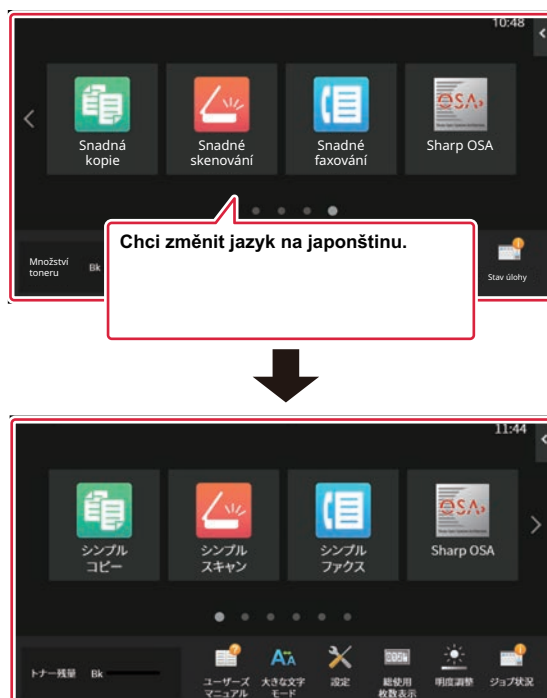 10:48
Snadná
kopie
Snadné
skenování
Snadné
faxování
Sharp OSA
Chci změnit jazyk na japonštinu.
Množství
toneru
Bk
Stav úlohy
11:44
シンプル
コピー
シンプル
スキャン
シンプル
ファクス
Sharp OSA
トナー残量 Bk
ユーザーズ
マニュアル
大きな文字
モード
設定
総使用
枚数表示
明度調整
ジョブ状況